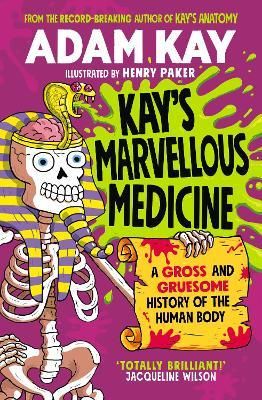 FROM THE RECORD-BREAKING AUTHOR OF KAY'S ANATOMY
ADAM KAY
ILLUSTRATED BY HENRY PAKER
KAY'S
MARVELLOUS
MEDICINE
A GROSS AND
GRUESOME
HISTORY OF THE
HUMAN BODY
'TOTALLY BRILLIANT!'
JACQUELINE WILSON